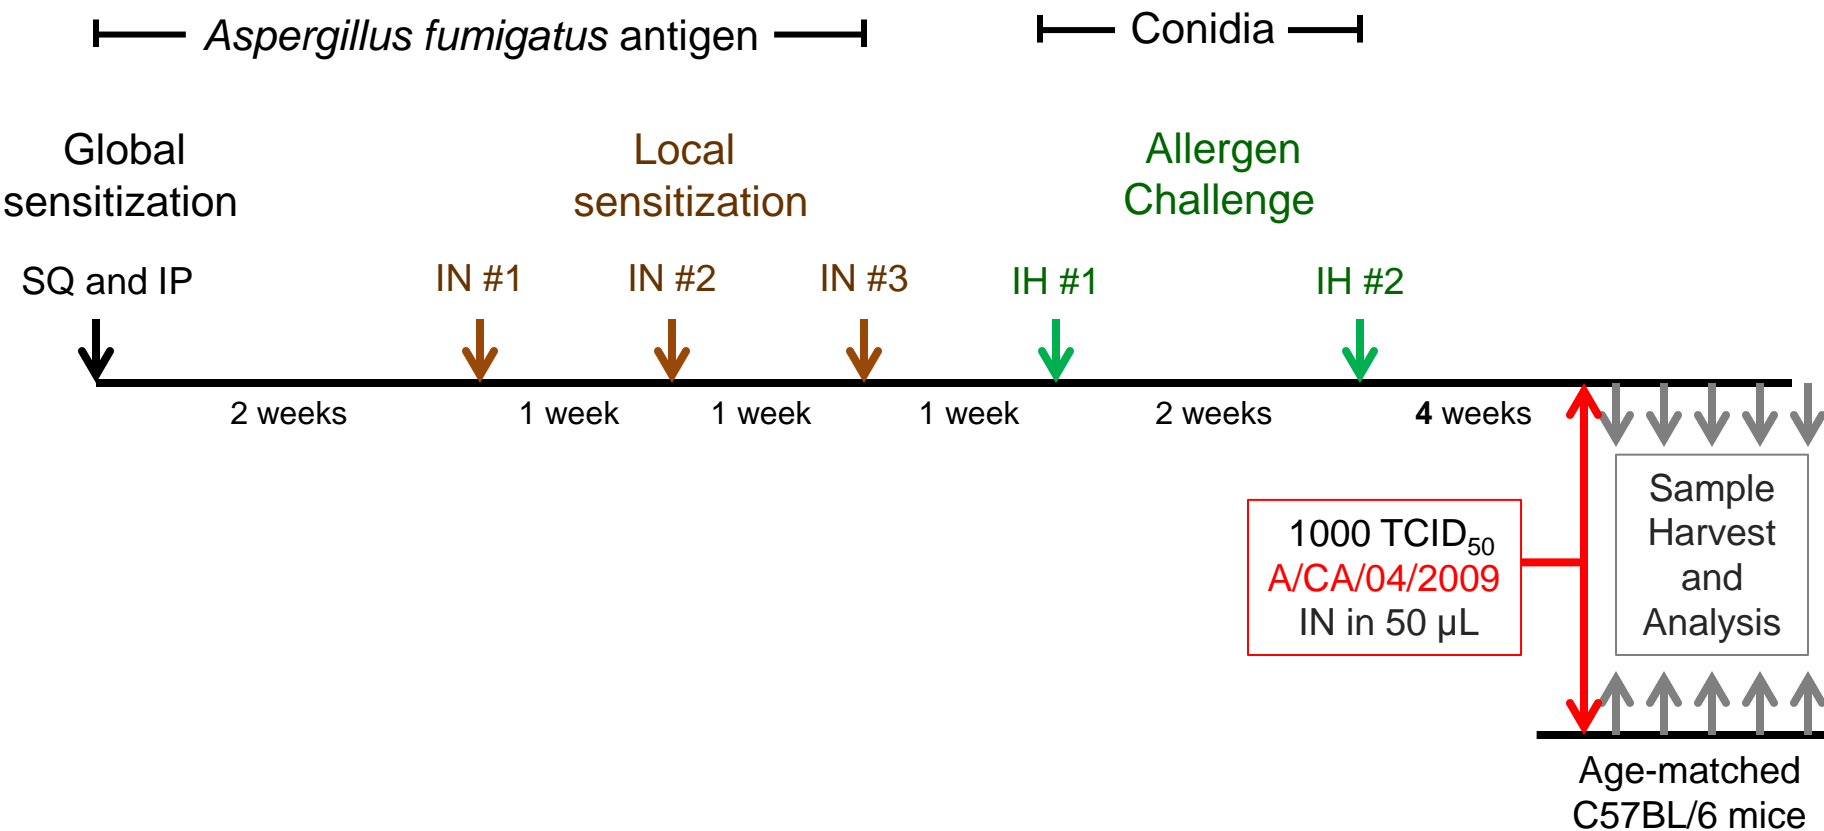 Aspergillus fumigatus antigen
Conidia
Global
sensitization
Local
sensitization
Allergen
Challenge
SQ and IP
IN #1
IN #2
IN #3
IH #1
IH #2
2 weeks
1 week
1 week
1 week
2 weeks
4 weeks
1000 TCID50
A/CA/04/2009
IN in 50 µL
Sample
Harvest
and
Analysis
Age-matched
C57BL/6 mice